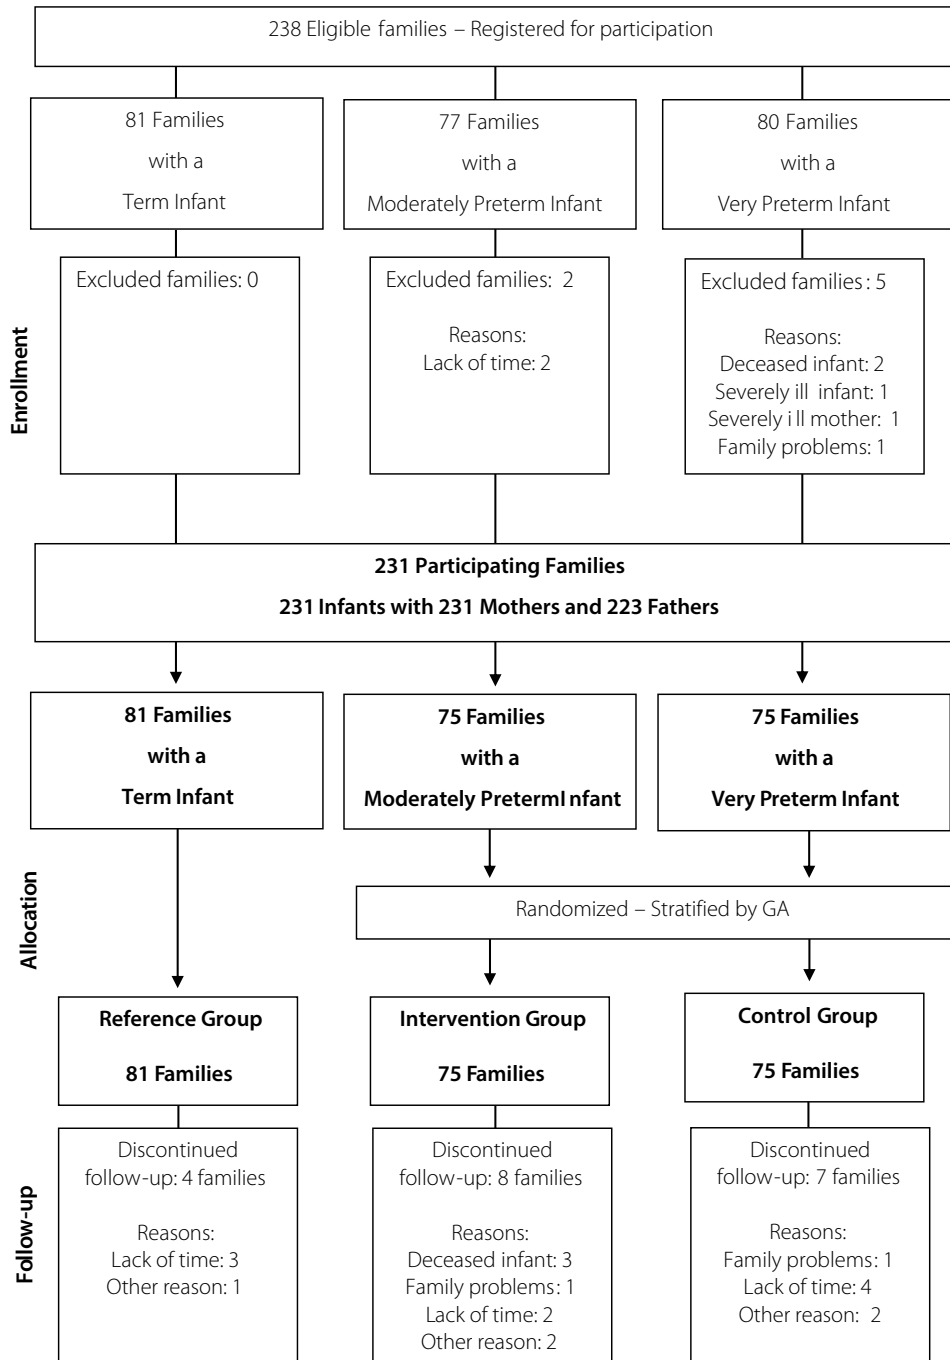 238 Eligible families – Registered for participation
81 Families
with a
Term Infant
77 Families
with a
Moderately Preterm Infant
80 Families
with a
Very Preterm Infant
Enrollment
Excluded families: 0
Excluded families: 2
Reasons:
Lack of time: 2
Excluded families: 5
Reasons:
Deceased infant: 2
Severely ill infant: 1
Severely ill mother: 1
Family problems: 1
231 Participating Families
231 Infants with 231 Mothers and 223 Fathers
81 Families
with a
Term Infant
75 Families
with a
Moderately Preterm Infant
75 Families
with a
Very Preterm Infant
Allocation
Randomized – Stratified by GA
Reference Group
81 Families
Intervention Group
75 Families
Control Group
75 Families
Follow-up
Discontinued
follow-up: 4 families
Reasons:
Lack of time: 3
Other reason: 1
Discontinued
follow-up: 8 families
Reasons:
Deceased infant: 3
Family problems: 1
Lack of time: 2
Other reason: 2
Discontinued
follow-up: 7 families
Reasons:
Family problems: 1
Lack of time: 4
Other reason: 2